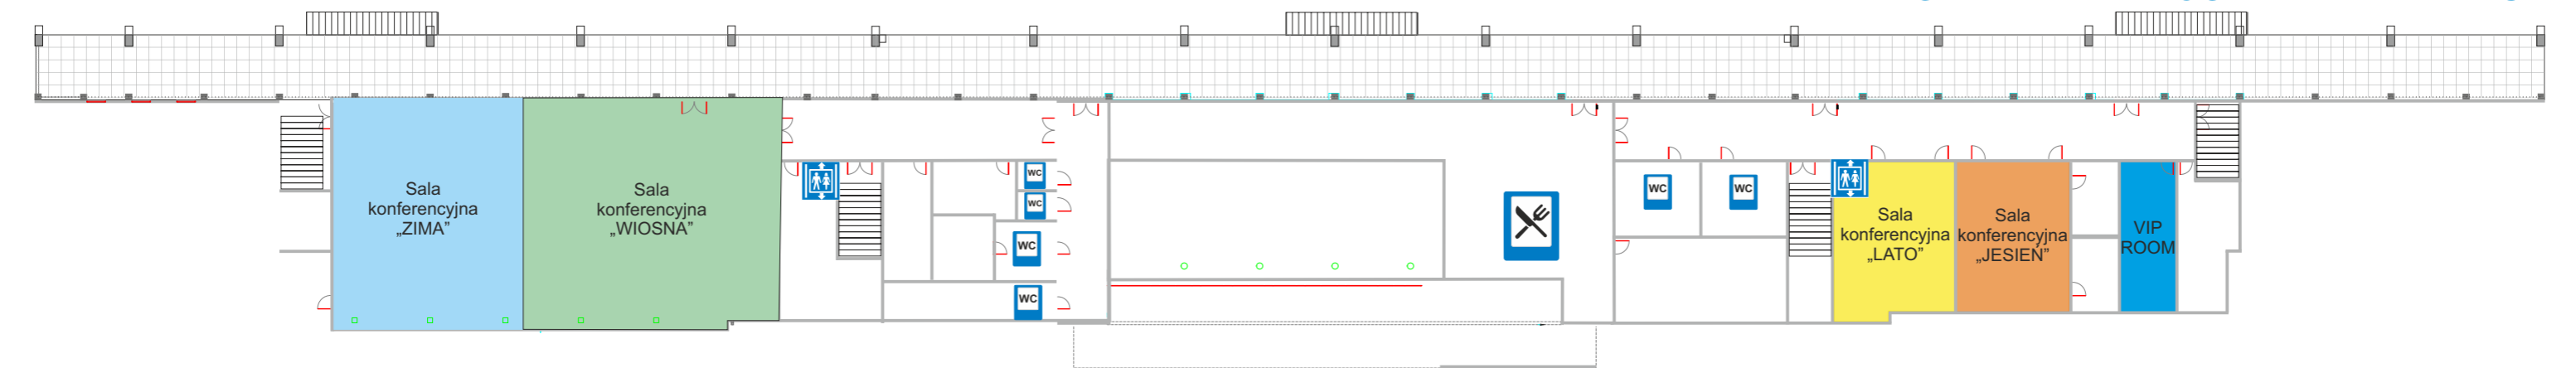 Sala
konferencyjna
„ZIMA”
Sala
konferencyjna
„WIOSNA”
WC
WC
WC
WC
WC
WC
Sala
konferencyjna
„LATO”
Sala
konferencyjna
„JESIEŃ”
VIP
ROOM